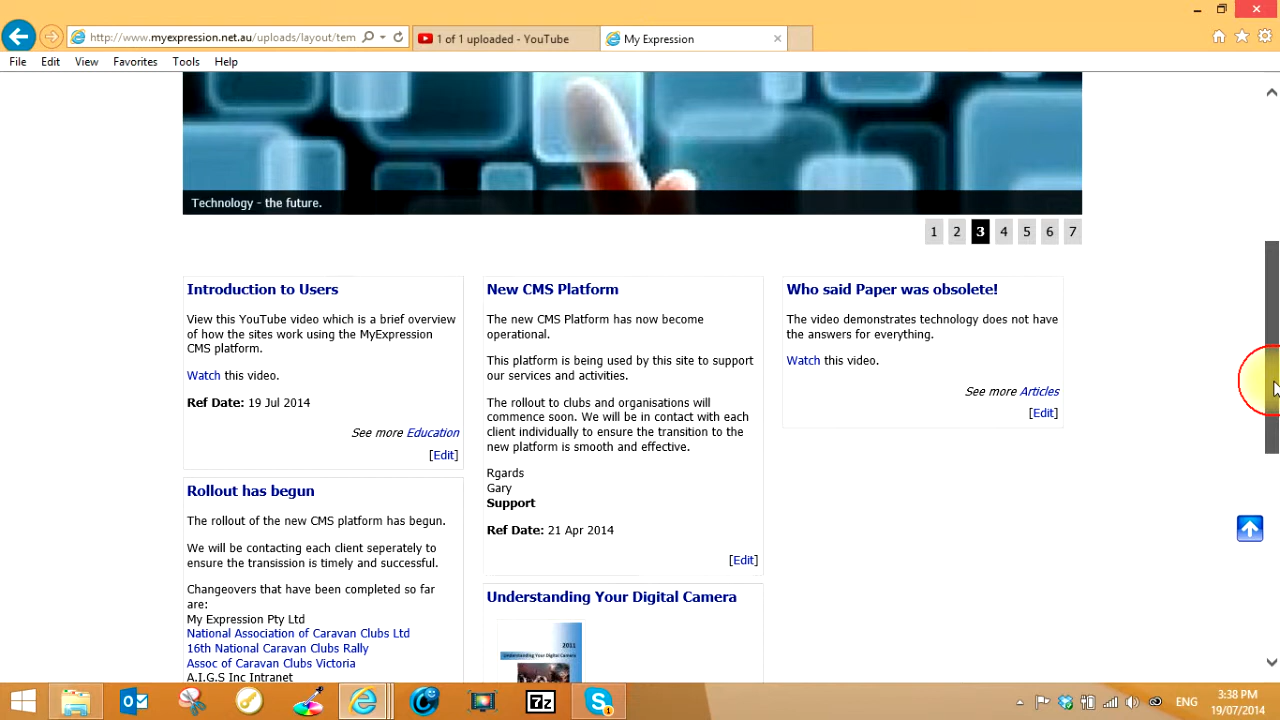 http://www.myexpression.net.au/uploads/layout/tem
1 of 1 uploaded - YouTube
My Expression
File Edit View Favorites Tools Help
Technology - the future.
1 2 3 4 5 6 7
Introduction to Users
View this YouTube video which is a brief overview
of how the sites work using the MyExpression
CMS platform.
Watch this video.
Ref Date: 19 Jul 2014
See more Education
[Edit]
Rollout has begun
The rollout of the new CMS platform has begun.
We will be contacting each client seperately to
ensure the transission is timely and successful.
Changeovers that have been completed so far
are:
My Expression Pty Ltd
National Association of Caravan Clubs Ltd
16th National Caravan Clubs Rally
Assoc of Caravan Clubs Victoria
A.I.G.S Inc Intranet
New CMS Platform
The new CMS Platform has now become
operational.
This platform is being used by this site to support
our services and activities.
The rollout to clubs and organisations will
commence soon. We will be in contact with each
client individually to ensure the transition to the
new platform is smooth and effective.
Rgards
Gary
Support
Ref Date: 21 Apr 2014
[Edit]
Understanding Your Digital Camera
2011
Understanding Your Digital Camera
Who said Paper was obsolete!
The video demonstrates technology does not have
the answers for everything.
Watch this video.
See more Articles
[Edit]
7z
1
ENG
3:38 PM
19/07/2014